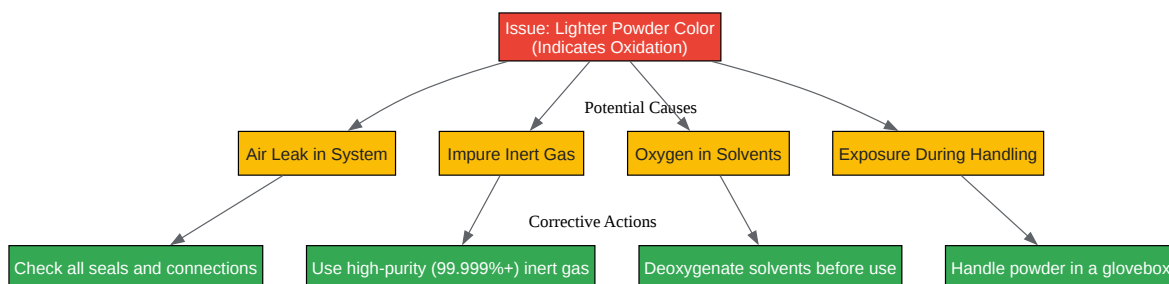 Issue: Lighter Powder Color
(Indicates Oxidation)
Potential Causes
Air Leak in System
Impure Inert Gas
Oxygen in Solvents
Exposure During Handling
Corrective Actions
Check all seals and connections
Use high-purity (99.999%+) inert gas
Deoxygenate solvents before use
Handle powder in a glovebox